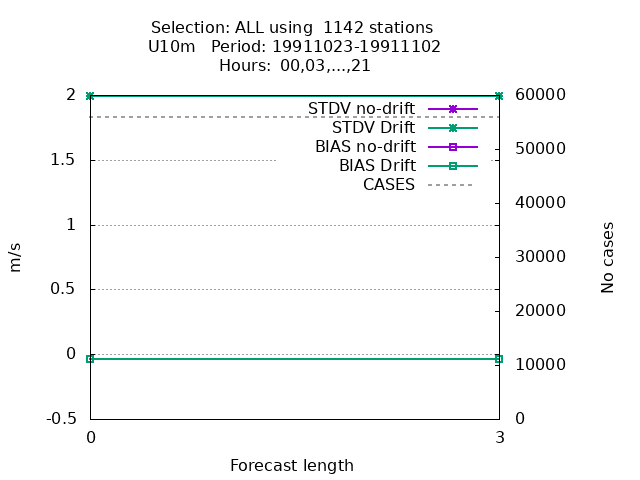 Selection: ALL using  1142 stations
U10m   Period: 19911023-19911102
Hours:  00,03,...,21
STDV no-drift
STDV Drift
BIAS no-drift
BIAS Drift
CASES
2
1.5
1
0.5
0
-0.5
m/s
60000
50000
40000
30000
20000
10000
0
No cases
0
3
Forecast length